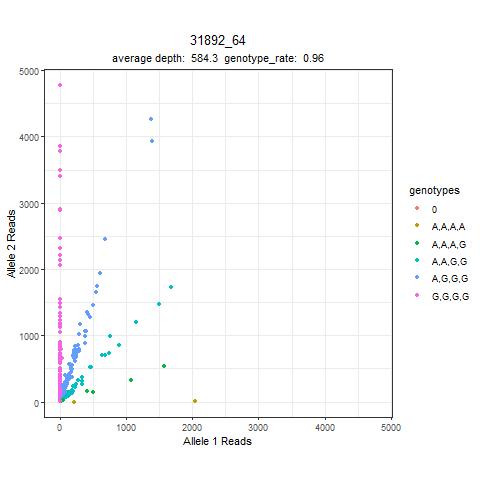 31892_64
average depth:  584.3  genotype_rate:  0.96
5000
4000
3000
2000
1000
0
Allele 2 Reads
0
1000
2000
3000
4000
5000
Allele 1 Reads
genotypes
0
A,A,A,A
A,A,A,G
A,A,G,G
A,G,G,G
G,G,G,G